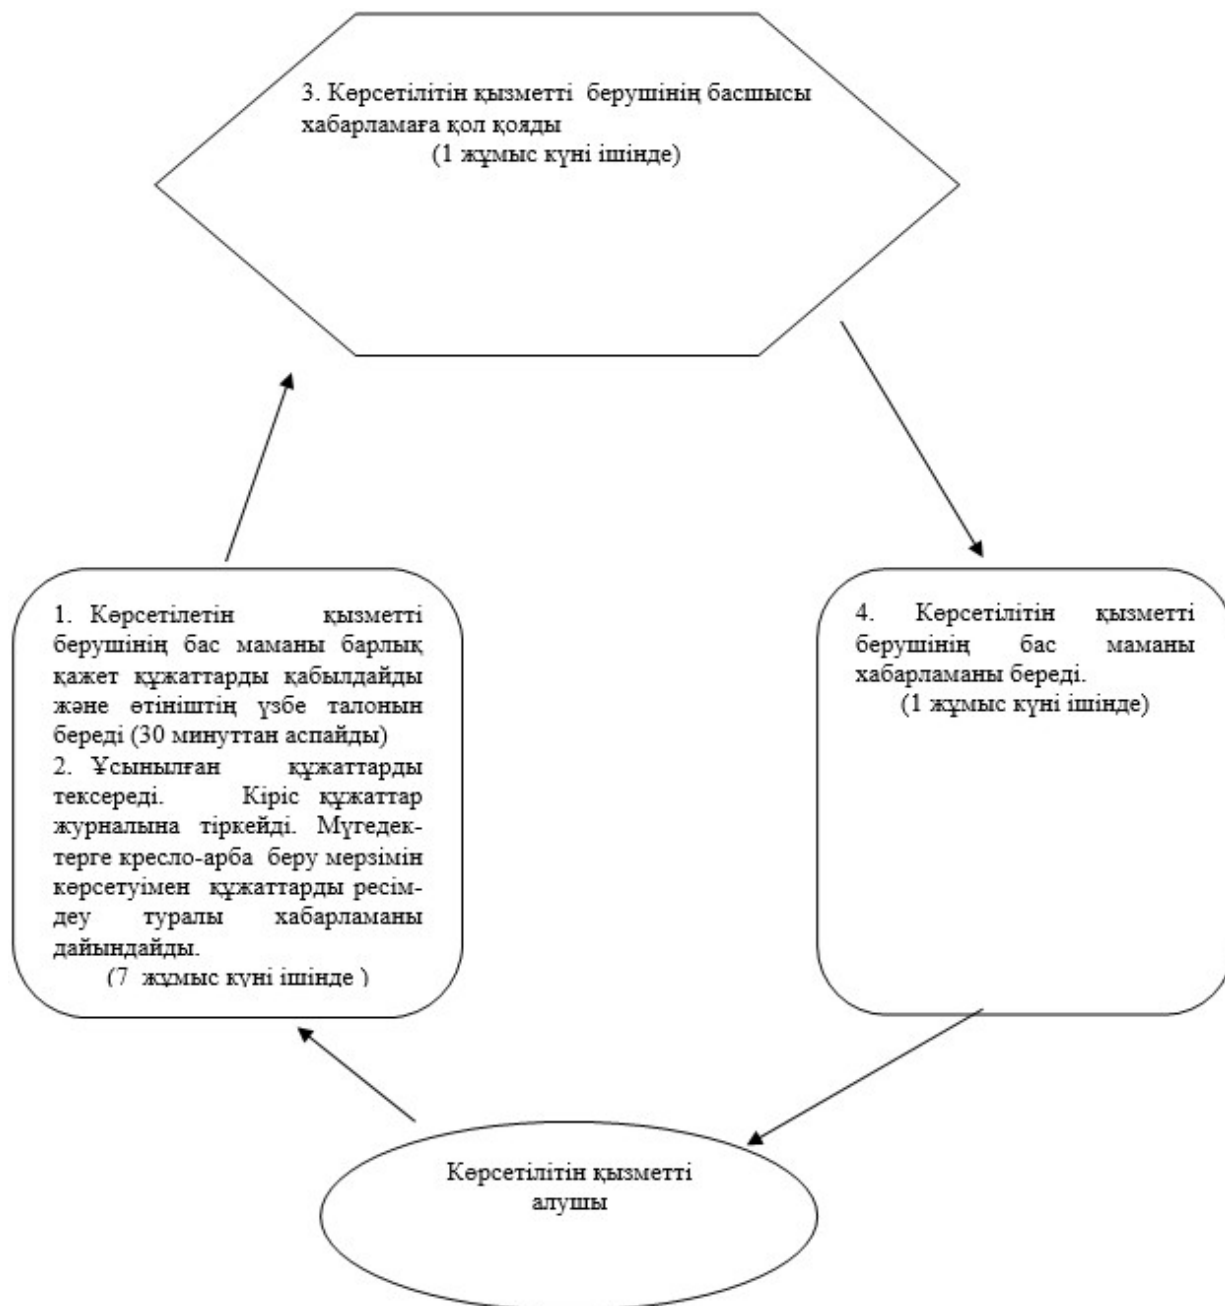 3. Көрсетілітін қызметті берушінің басшысы
хабарламаға қол қояды
(1 жұмыс күні ішінде)
1. Көрсетілетін қызметті
берушінің бас маманы барлық
қажет құжаттарды қабылдайды
және өтініштің үзбе талонын
береді (30 минуттан аспайды)
2. Ұсынылған құжаттарды
тексереді. Кіріс құжаттар
журналына тіркейді. Мүгедек-
терге кресло-арба беру мерзімін
көрсетуімен құжаттарды ресім-
деу туралы хабарламаны
дайындайды.
(7 жұмыс күні ішінде )
4. Көрсетілітін қызметті
берушінің бас маманы
хабарламаны береді.
(1 жұмыс күні ішінде)
Көрсетілітін қызметті
алушы